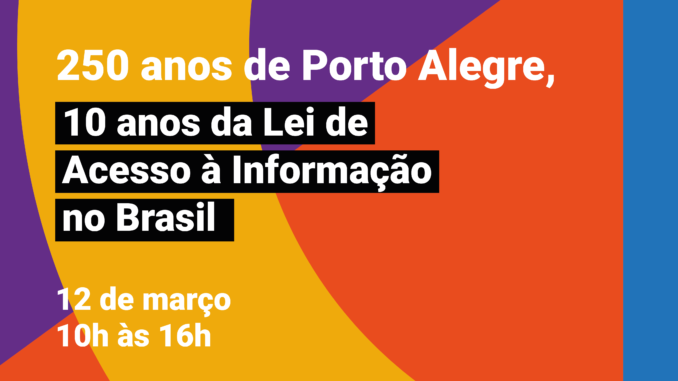 250 anos de Porto Alegre,
10 anos da Lei de
Acesso à Informação
no Brasil
12 de março
10h às 16h